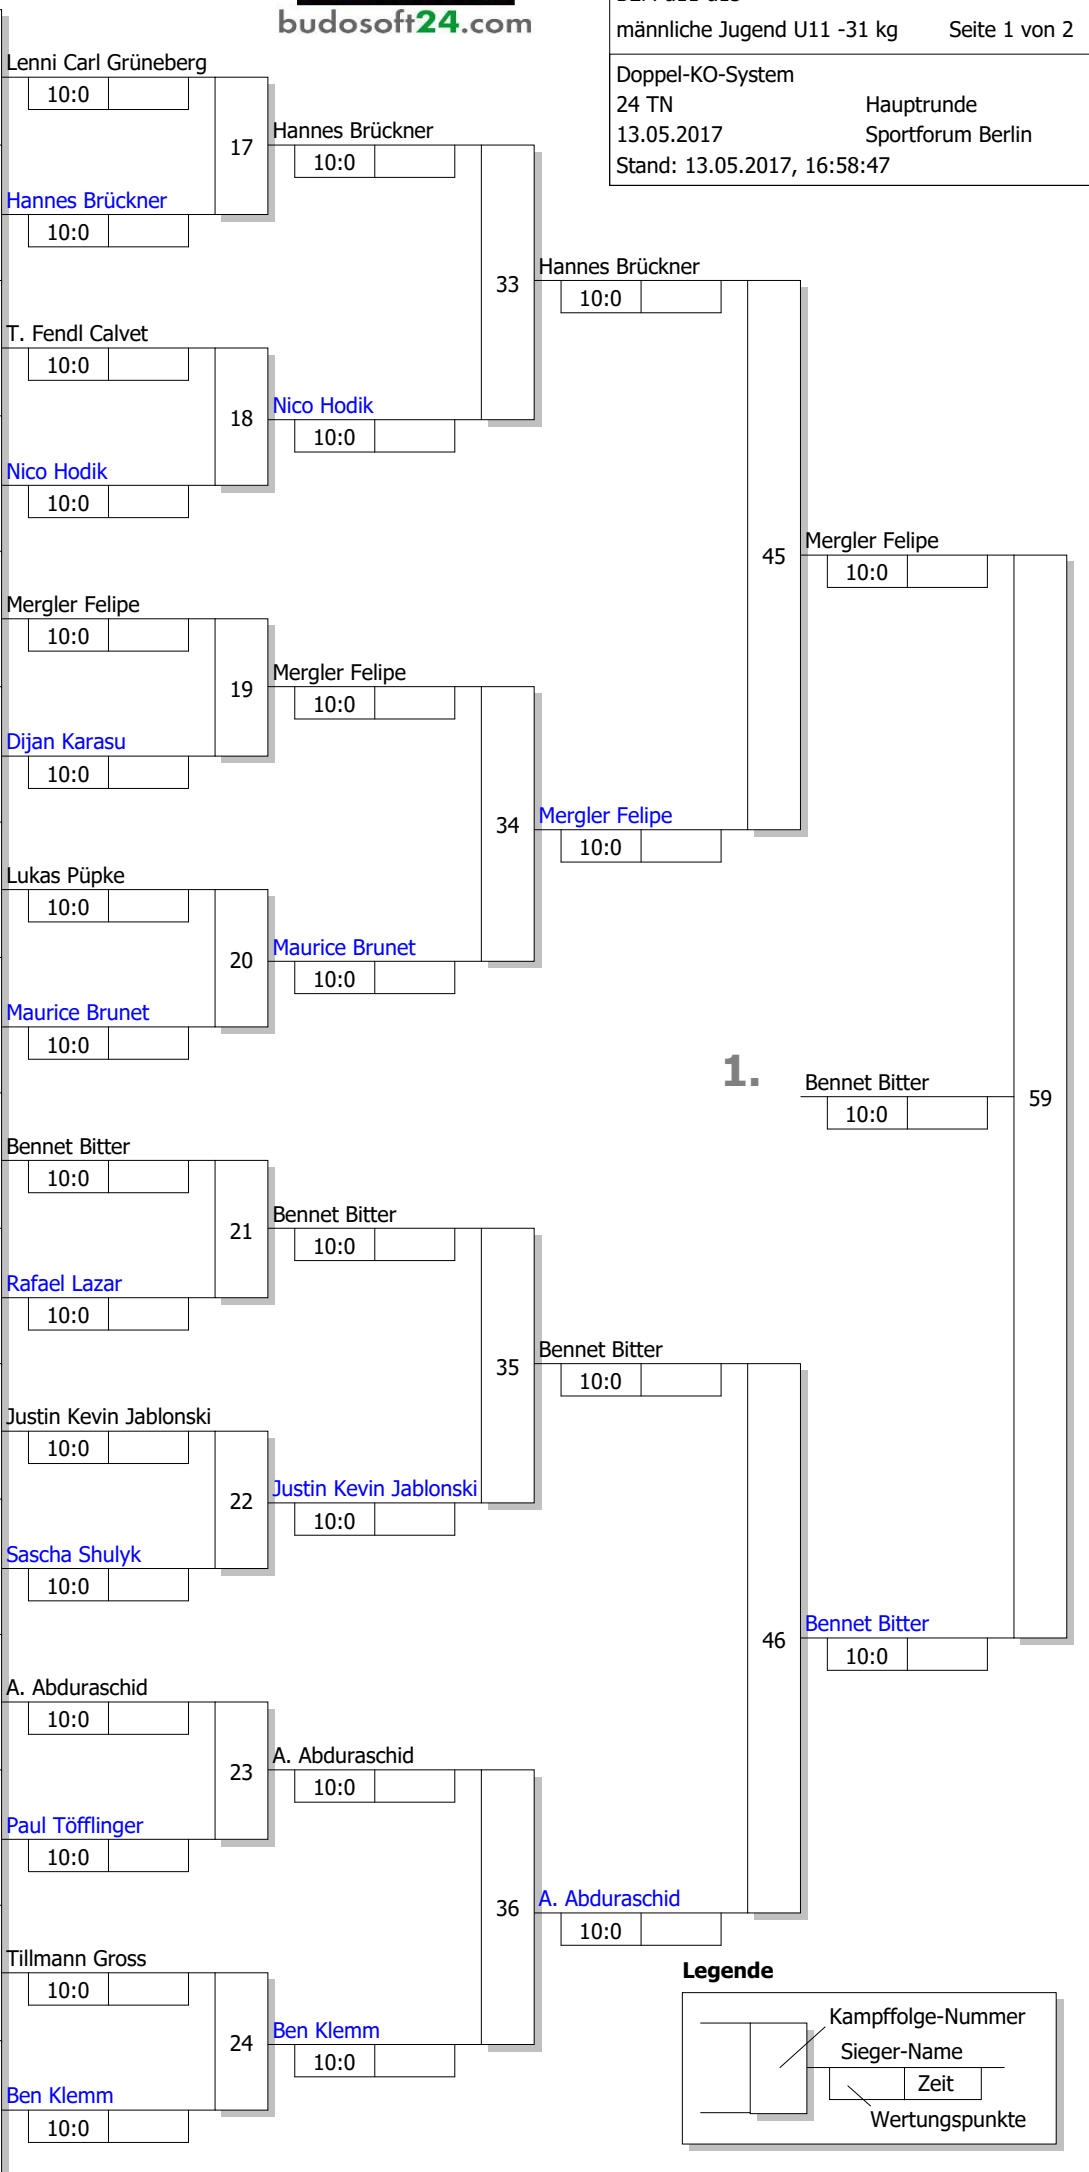 budosoft24.com
männliche Jugend U11 -31 kg Seite 1 von 2
Doppel-KO-System
24 TN Hauptrunde
13.05.2017 Sportforum Berlin
Stand: 13.05.2017, 16:58:47
Lenni Carl Grüneberg
10:0
17
Hannes Brückner
10:0
Hannes Brückner
10:0
33
Hannes Brückner
10:0
T. Fendl Calvet
10:0
18
Nico Hodik
10:0
Nico Hodik
10:0
45
Mergler Felipe
10:0
Mergler Felipe
10:0
19
Mergler Felipe
10:0
Dijan Karasu
10:0
34
Mergler Felipe
10:0
Lukas Püpke
10:0
20
Maurice Brunet
10:0
Maurice Brunet
10:0
1.
Bennet Bitter
10:0
59
Bennet Bitter
10:0
21
Bennet Bitter
10:0
Rafael Lazar
10:0
35
Bennet Bitter
10:0
Justin Kevin Jablonski
10:0
22
Justin Kevin Jablonski
10:0
Sascha Shulyk
10:0
46
Bennet Bitter
10:0
A. Abduraschid
10:0
23
A. Abduraschid
10:0
Paul Töfflinger
10:0
36
A. Abduraschid
10:0
Tillmann Gross
10:0
24
Ben Klemm
10:0
Ben Klemm
10:0
Legende
Kampffolge-Nummer
Sieger-Name
Zeit
Wertungspunkte